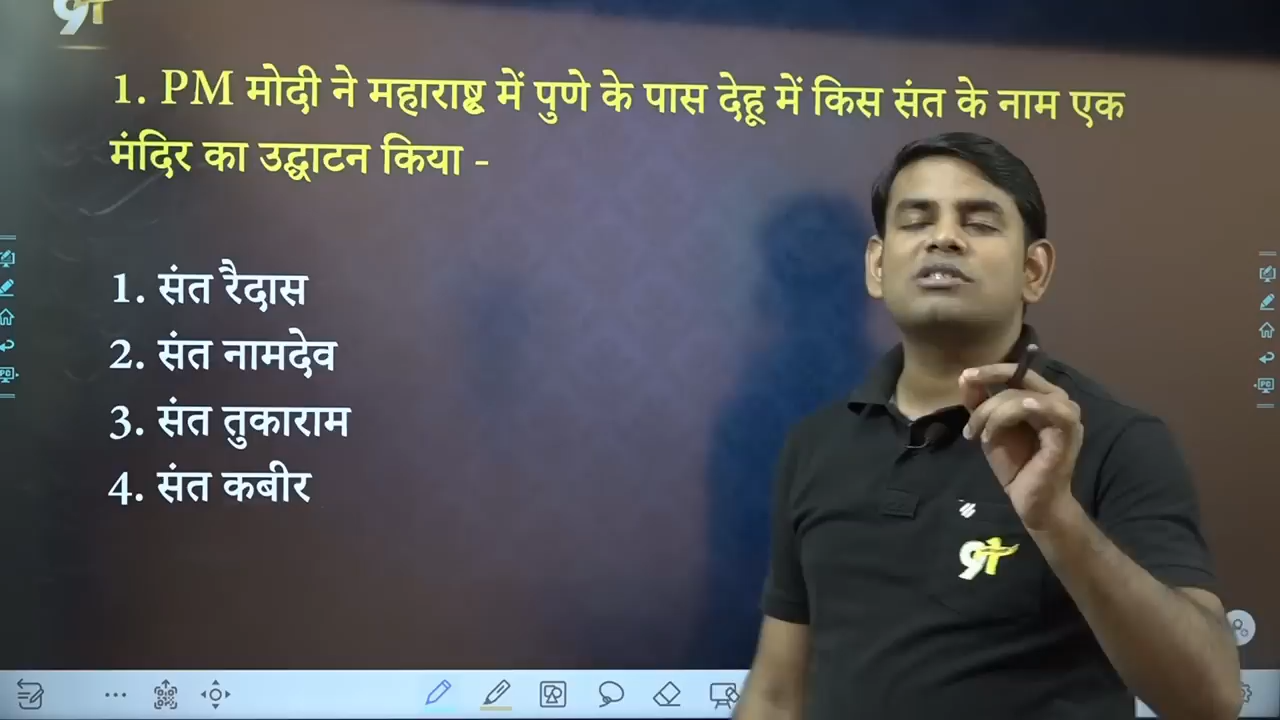 1. PM मोदी ने महाराष्ट्र में पुणे के पास देहू में किस संत के नाम एक
मंदिर का उद्घाटन किया -
1. संत रैदास
2. संत नामदेव
3. संत तुकाराम
4. संत कबीर